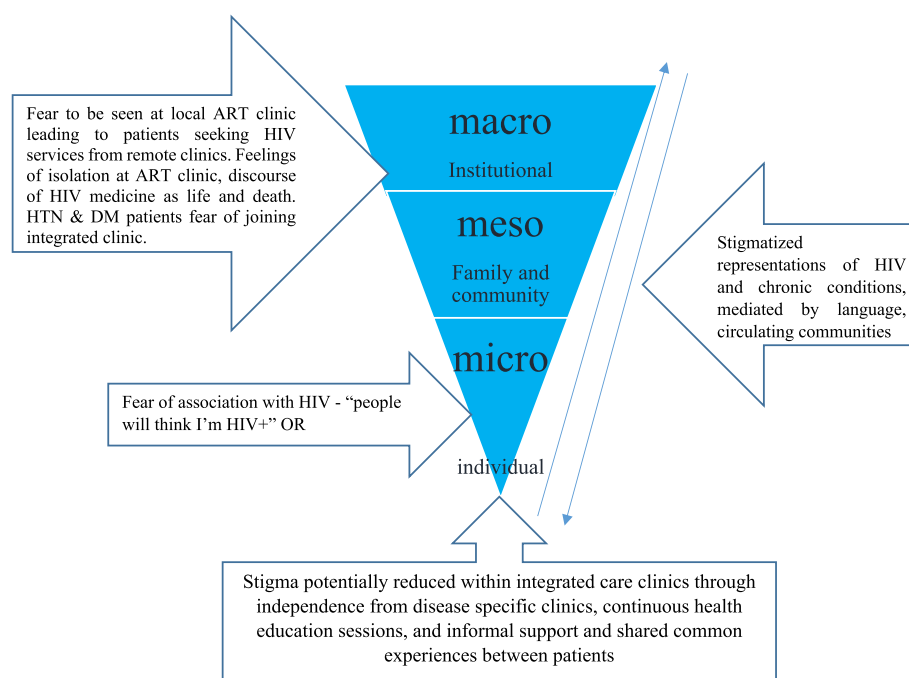 Fear to be seen at local ART clinic
leading to patients seeking HIV
services from remote clinics. Feelings
of isolation at ART clinic, discourse
of HIV medicine as life and death.
HTN & DM patients fear of joining
integrated clinic.
macro
Institutional
meso
Family and
community
Stigmatized
representations of HIV
and chronic conditions,
mediated by language,
circulating communities
micro
Fear of association with HIV - “people
will think I’m HIV+” OR
individual
Stigma potentially reduced within integrated care clinics through
independence from disease specific clinics, continuous health
education sessions, and informal support and shared common
experiences between patients